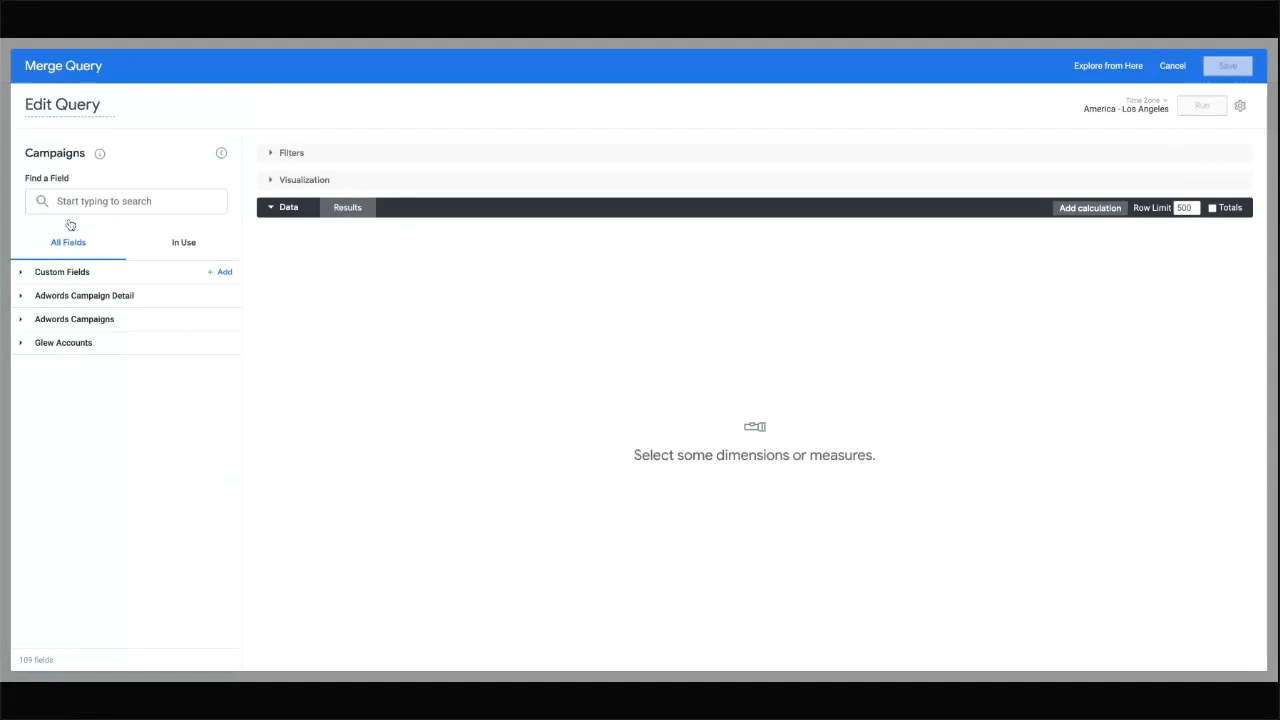 Merge Query
Explore from Here
Cancel
Save
Edit Query
Time Zone
America - Los Angeles
Run
Campaigns
Find a Field
Start typing to search
All Fields
In Use
Custom Fields
+ Add
Adwords Campaign Detail
Adwords Campaigns
Glew Accounts
109 fields
Filters
Visualization
Data
Results
Add calculation
Row Limit 500
Totals
Select some dimensions or measures.